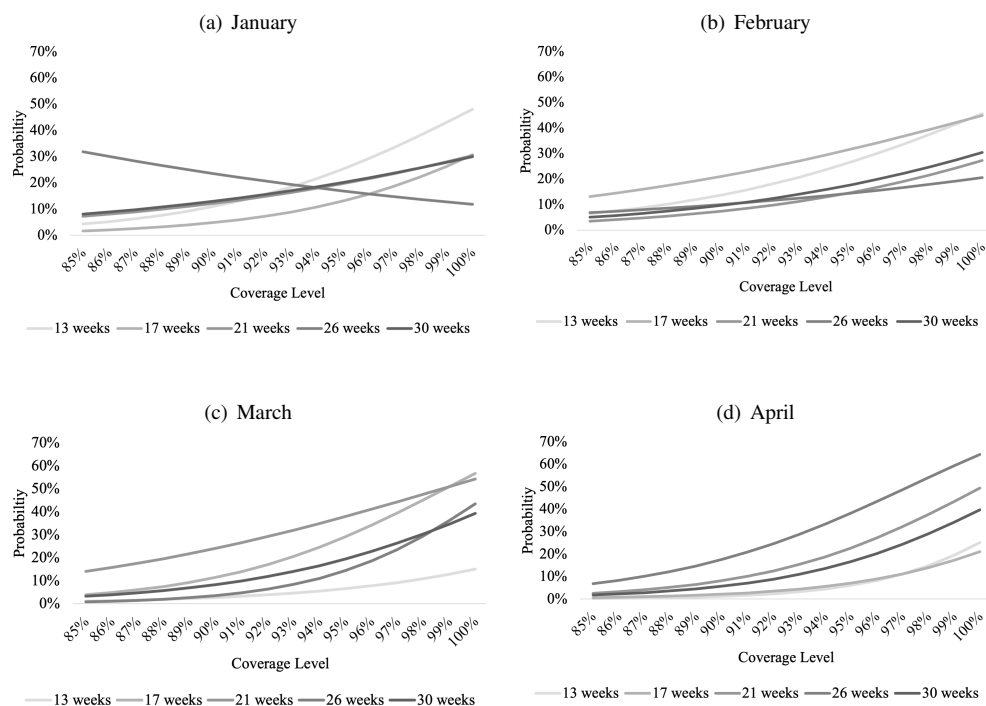 (a) January
70%
60%
50%
40%
30%
20%
10%
0%
Probabiltiy
85% 86% 87% 88% 89% 90% 91% 92% 93% 94% 95% 96% 97% 98% 99% 100%
Coverage Level
13 weeks 17 weeks 21 weeks 26 weeks 30 weeks
(b) February
70%
60%
50%
40%
30%
20%
10%
0%
Probabiltiy
85% 86% 87% 88% 89% 90% 91% 92% 93% 94% 95% 96% 97% 98% 99% 100%
Coverage Level
13 weeks 17 weeks 21 weeks 26 weeks 30 weeks
(c) March
70%
60%
50%
40%
30%
20%
10%
0%
Probabiltiy
85% 86% 87% 88% 89% 90% 91% 92% 93% 94% 95% 96% 97% 98% 99% 100%
Coverage Level
13 weeks 17 weeks 21 weeks 26 weeks 30 weeks
(d) April
70%
60%
50%
40%
30%
20%
10%
0%
Probabiltiy
85% 86% 87% 88% 89% 90% 91% 92% 93% 94% 95% 96% 97% 98% 99% 100%
Coverage Level
13 weeks 17 weeks 21 weeks 26 weeks 30 weeks